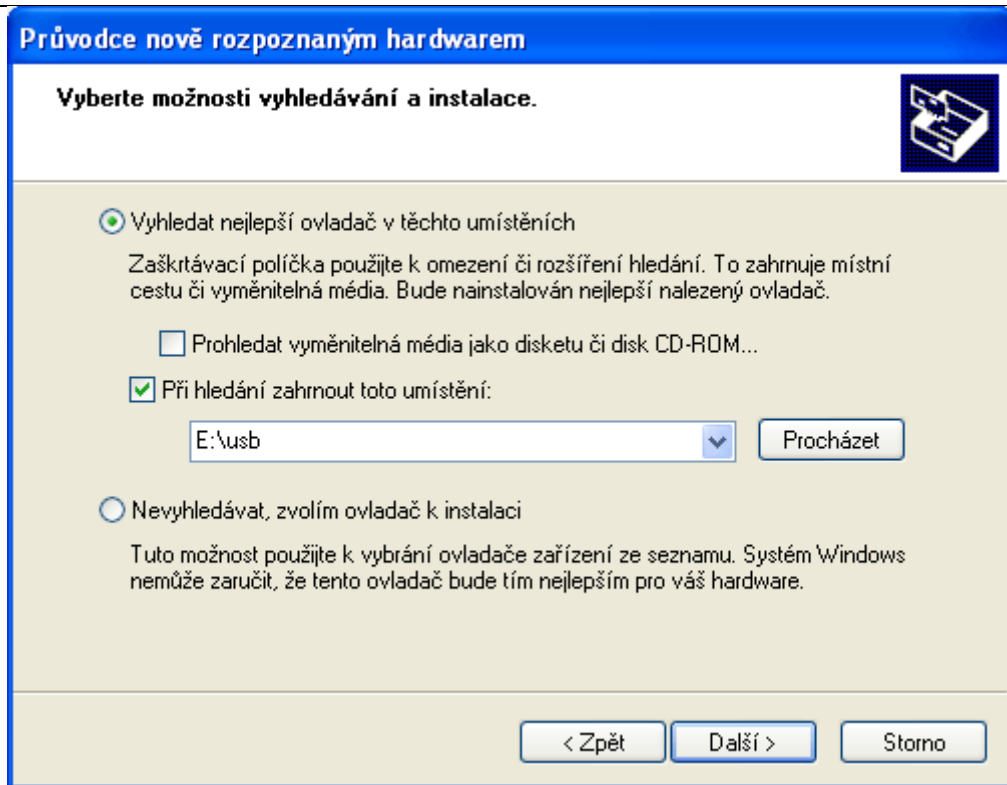 Průvodce nově rozpoznaným hardwarem
Vyberte možnosti vyhledávání a instalace.
Vyhledat nejlepší ovladač v těchto umístěních
Zaškrtávací políčka použijte k omezení či rozšíření hledání. To zahrnuje místní
cestu či vyměnitelná média. Bude nainstalován nejlepší nalezený ovladač.
Prohledat vyměnitelná média jako disketu či disk CD-ROM...
Při hledání zahrnout toto umístění:
E:\usb
Procházet
Nevyhledávat, zvolím ovladač k instalaci
Tuto možnost použijte k vybrání ovladače zařízení ze seznamu. Systém Windows
nemůže zaručit, že tento ovladač bude tím nejlepším pro váš hardware.
< Zpět
Další >
Storno